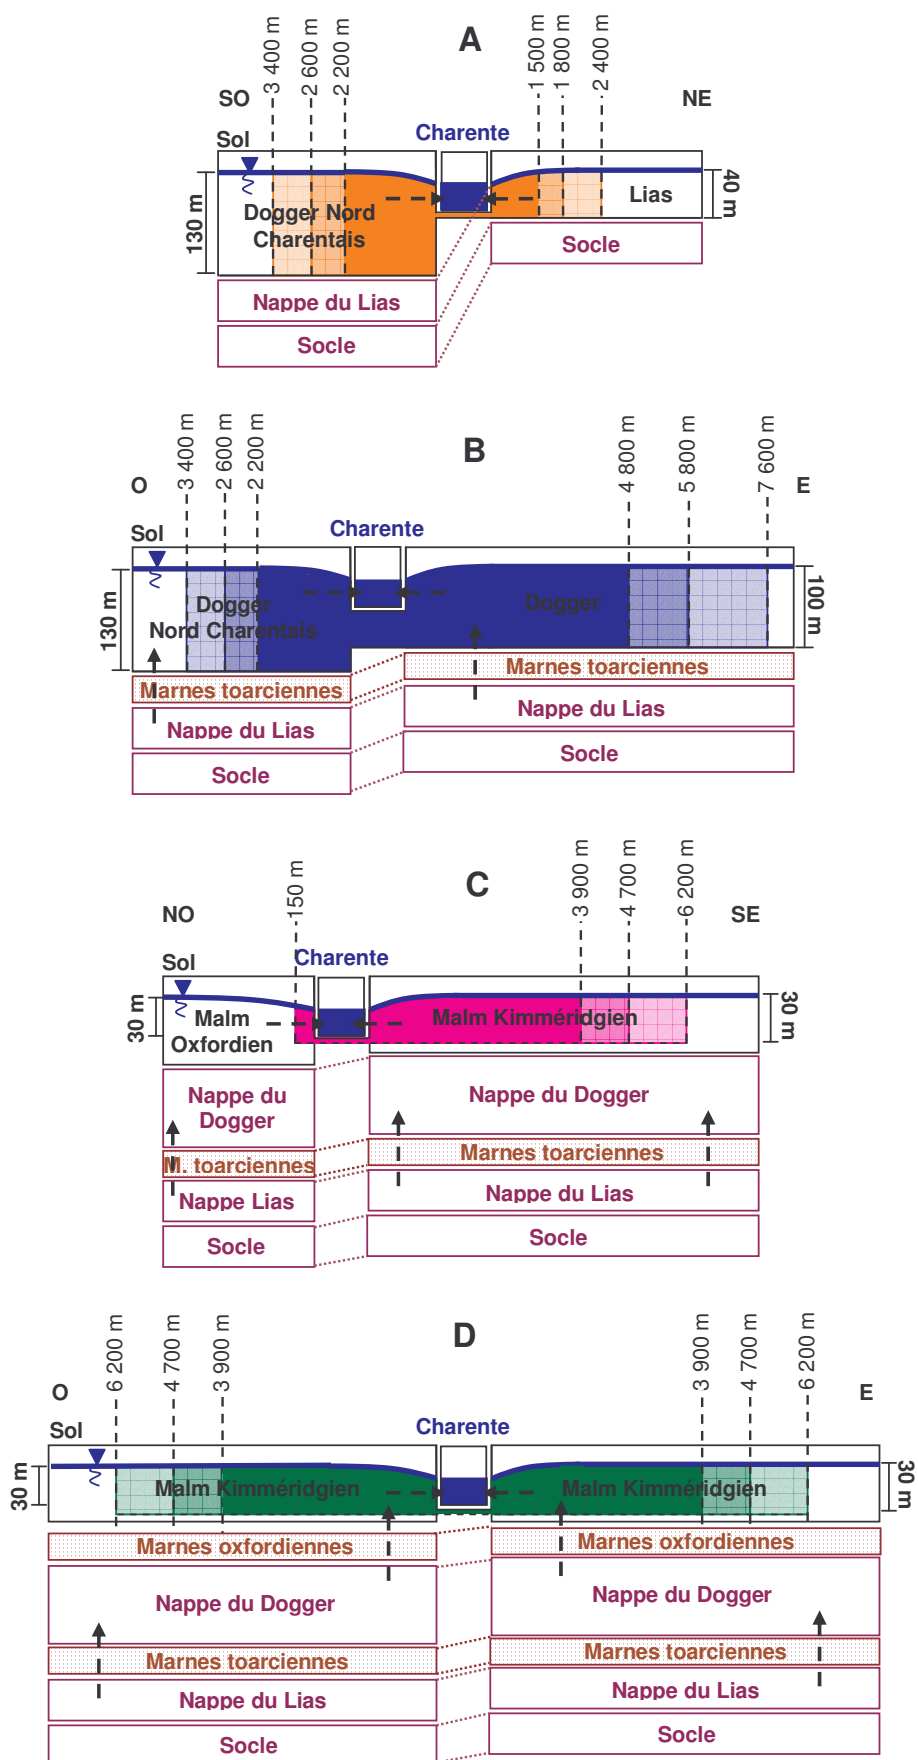 A
3 400 m
2 600 m
2 200 m
1 500 m
1 800 m
2 400 m
SO
NE
Charente
Sol
130 m
Dogger Nord
Charentais
Lias
40 m
Socle
Nappe du Lias
Socle
B
3 400 m
2 600 m
2 200 m
4 800 m
5 800 m
7 600 m
O
E
Charente
Sol
130 m
Dogger
Nord Charentais
Dogger
100 m
Marnes toarciennes
Marnes toarciennes
Nappe du Lias
Nappe du Lias
Socle
Socle
C
150 m
3 900 m
4 700 m
6 200 m
NO
SE
Charente
Sol
30 m
Malm
Oxfordien
Malm Kimméridgien
30 m
Nappe du
Dogger
Nappe du Dogger
M. toarciennes
Marnes toarciennes
Nappe Lias
Nappe du Lias
Socle
Socle
D
6 200 m
4 700 m
3 900 m
3 900 m
4 700 m
6 200 m
O
E
Charente
Sol
30 m
Malm Kimméridgien
Malm Kimméridgien
30 m
Marnes oxfordiennes
Marnes oxfordiennes
Nappe du Dogger
Nappe du Dogger
Marnes toarciennes
Marnes toarciennes
Nappe du Lias
Nappe du Lias
Socle
Socle